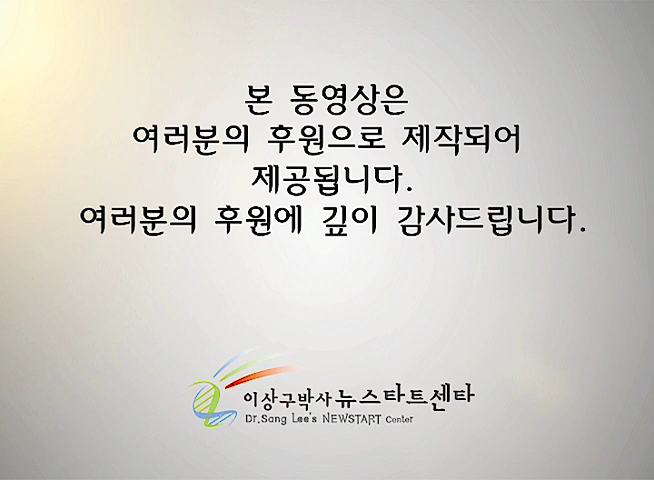 본 동영상은
여러분의 후원으로 제작되어
제공됩니다.
여러분의 후원에 깊이 감사드립니다.
이상구박사 뉴스타트센타
Dr.Sang Lee's NEWSTART Center